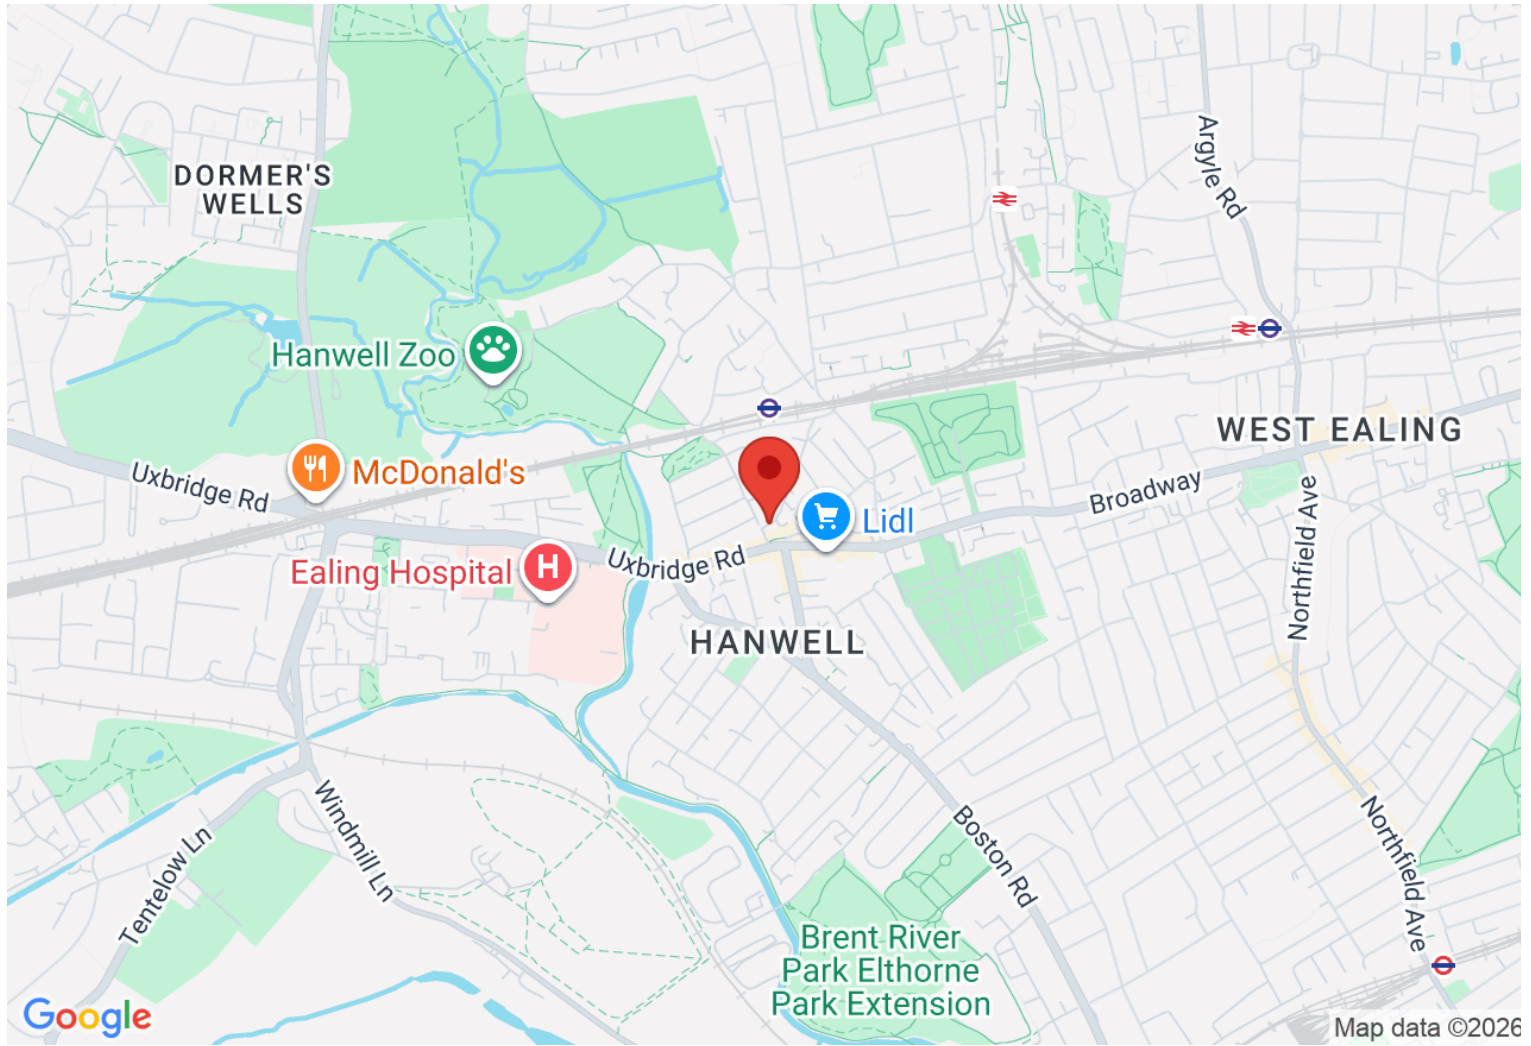 Argyle Rd
DORMER'S
WELLS
Hanwell Zoo
WEST EALING
Uxbridge Rd
McDonald's
Broadway
Lidl
Northfield Ave
Ealing Hospital
H
Uxbridge Rd
HANWELL
Windmill Ln
Tentelow Ln
Boston Rd
Northfield Ave
Brent River
Park Elthorne
Park Extension
Google
Map data ©2026